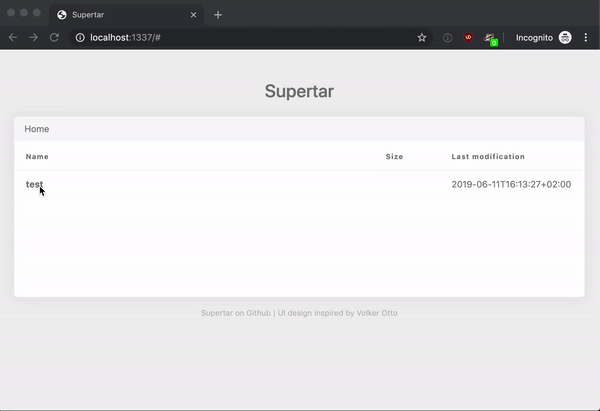 Supertar
localhost:1337/#
Incognito
Supertar
Home
Name Size Last modification
test 2019-06-11T16:13:27+02:00
Supertar on Github | UI design inspired by Volker Otto